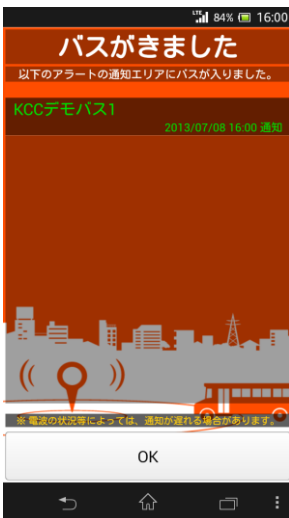 LTE 84% 16:00
バスがきました
以下のアラートの通知エリアにバスが入りました。
KCCデモバス1
2013/07/08 16:00 通知
※ 電波の状況等によっては、通知が遅れる場合があります。
OK